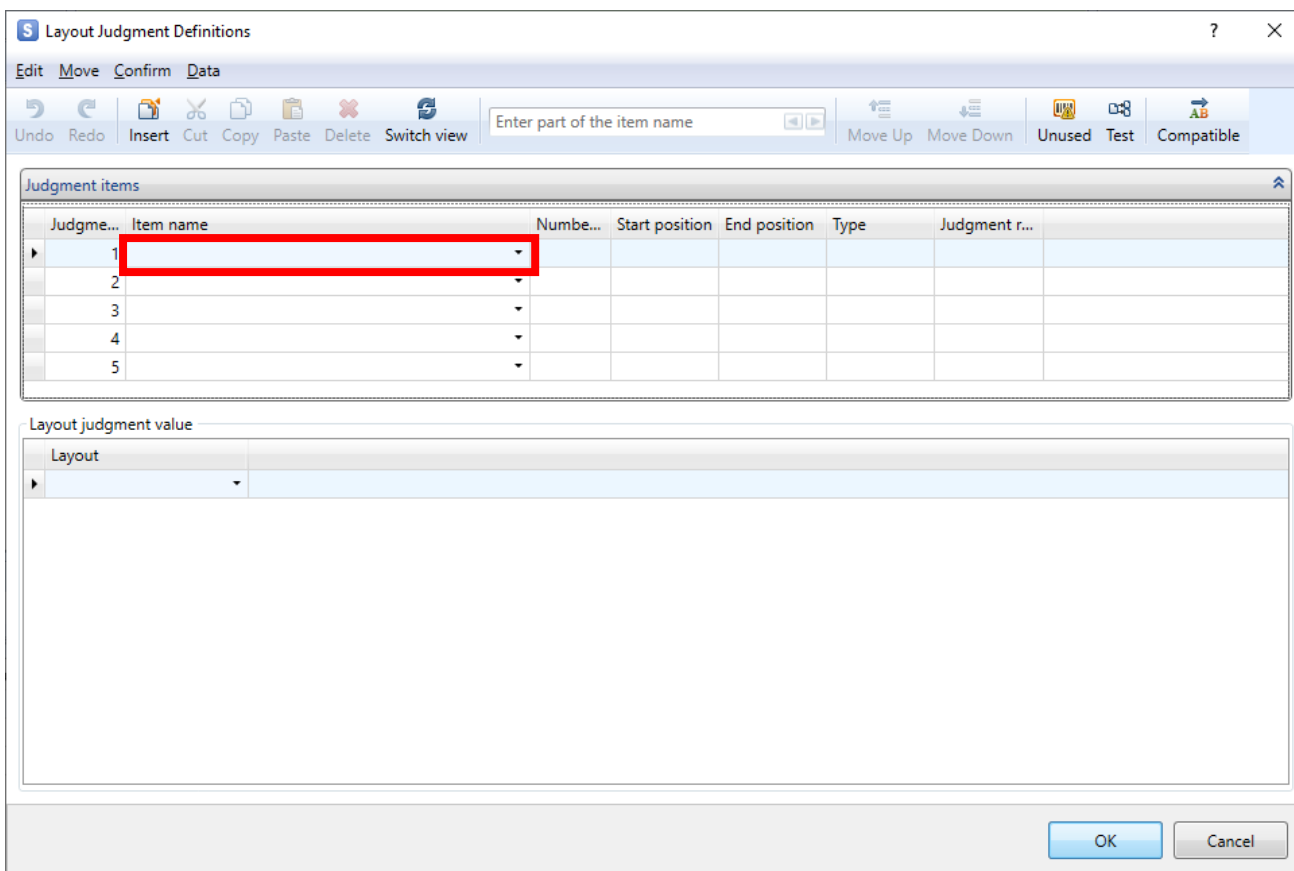 S Layout Judgment Definitions ?
Edit Move Confirm Data
Undo Redo Insert Cut Copy Paste Delete Switch view Enter part of the item name Move Up Move Down Unused Test AB Compatible
Judgment items
Judgme... Item name Numbe... Start position End position Type Judgment r...
1
2
3
4
5
Layout judgment value
Layout
OK Cancel